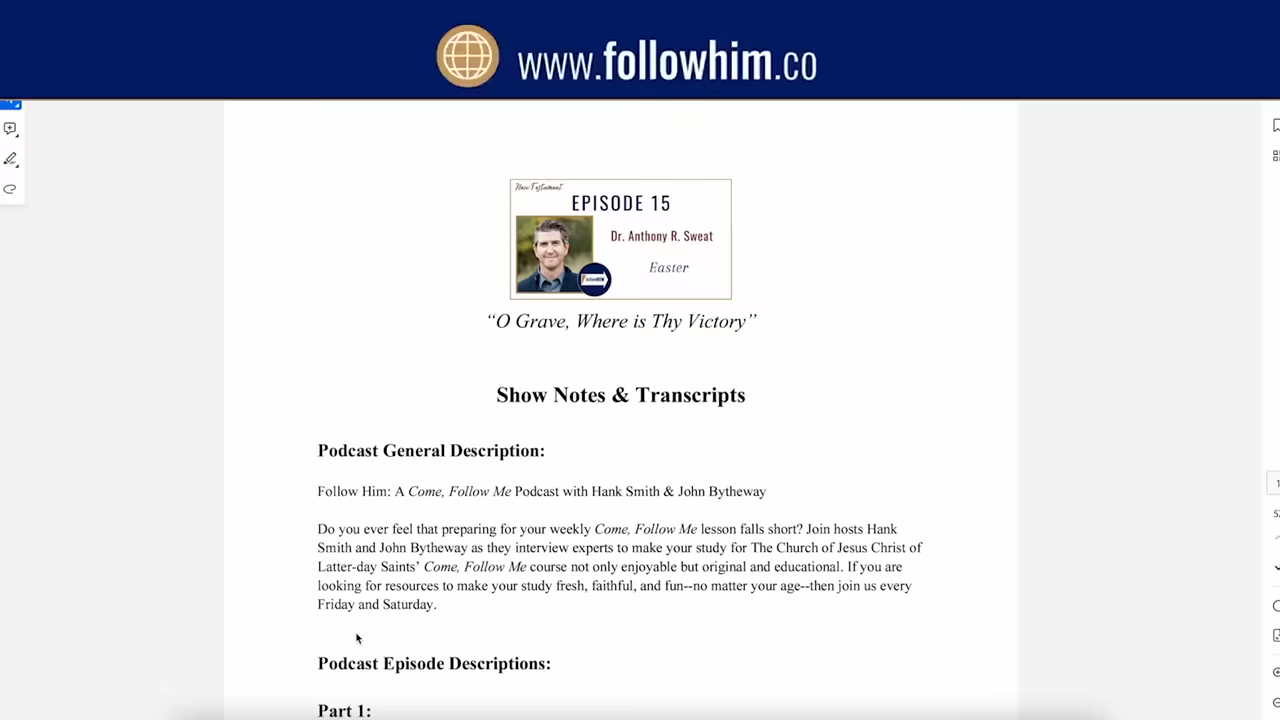 www.followhim.co
New Testament
EPISODE 15
Dr. Anthony R. Sweat
Easter
followHIM
“O Grave, Where is Thy Victory”
Show Notes & Transcripts
Podcast General Description:
Follow Him: A Come, Follow Me Podcast with Hank Smith & John Bytheway
Do you ever feel that preparing for your weekly Come, Follow Me lesson falls short? Join hosts Hank
Smith and John Bytheway as they interview experts to make your study for The Church of Jesus Christ of
Latter-day Saints’ Come, Follow Me course not only enjoyable but original and educational. If you are
looking for resources to make your study fresh, faithful, and fun--no matter your age--then join us every
Friday and Saturday.
Podcast Episode Descriptions:
Part 1: